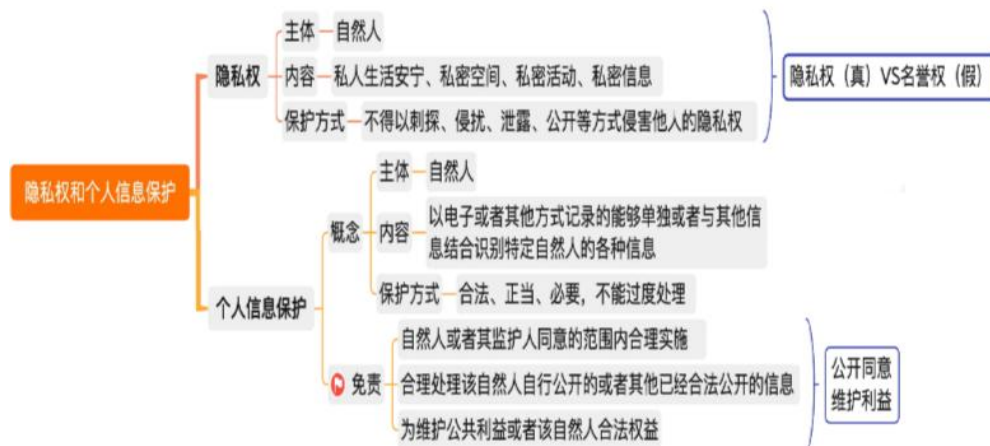 隐私权和个人信息保护
隐私权
主体
自然人
内容
私人生活安宁、私密空间、私密活动、私密信息
保护方式
不得以刺探、侵扰、泄露、公开等方式侵害他人的隐私权
隐私权（真）VS名誉权（假）
个人信息保护
概念
主体
自然人
内容
以电子或者其他方式记录的能够单独或者与其他信
息结合识别特定自然人的各种信息
保护方式
合法、正当、必要，不能过度处理
免责
自然人或者其监护人同意的范围内合理实施
合理处理该自然人自行公开的或者其他已经合法公开的信息
为维护公共利益或者该自然人合法权益
公开同意
维护利益